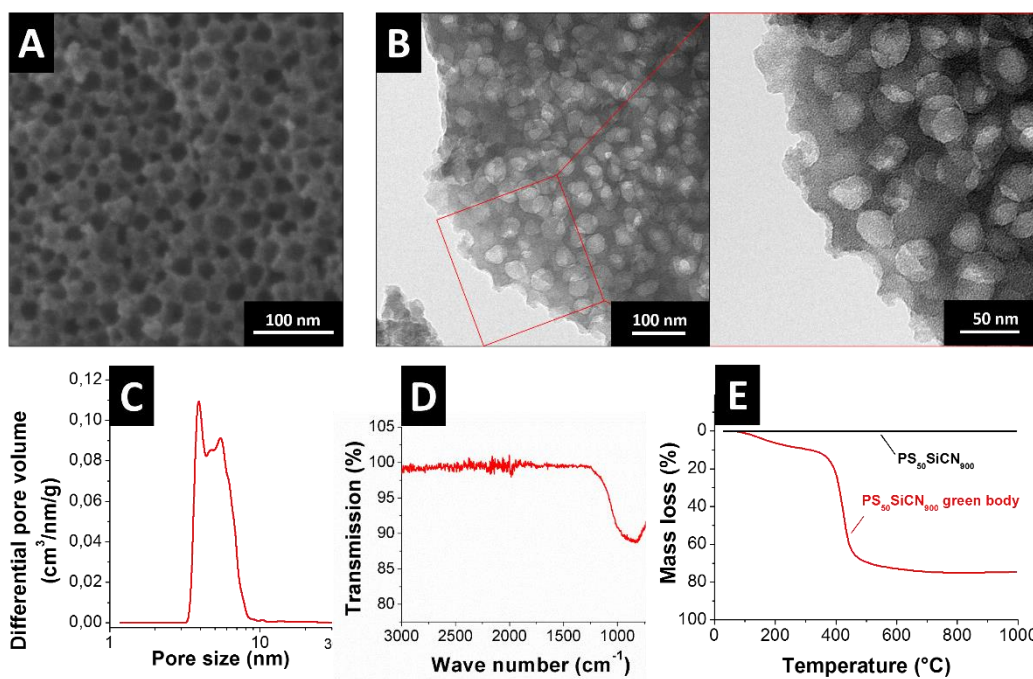 A
100 nm
B
100 nm
50 nm
C
Differential pore volume
(cm³/nm/g)
0,12
0,10
0,08
0,06
0,04
0,02
0,00
1
10
3
Pore size (nm)
D
Transmission (%)
105
100
95
90
85
80
3000
2500
2000
1500
1000
Wave number (cm⁻¹)
E
Mass loss (%)
0
20
40
60
80
100
PS₅₀SiCN₉₀₀
PS₅₀SiCN₉₀₀ green body
0
200
400
600
800
1000
Temperature (°C)